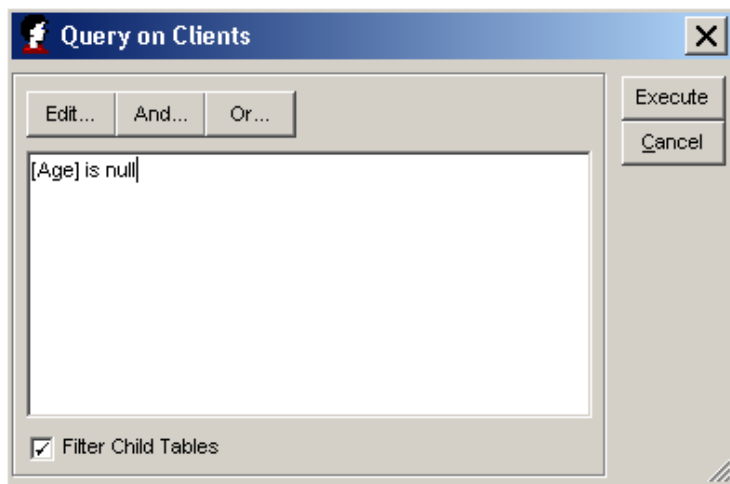 Query on Clients
Edit... And... Or...
Execute
Cancel
[Age] is null
Filter Child Tables